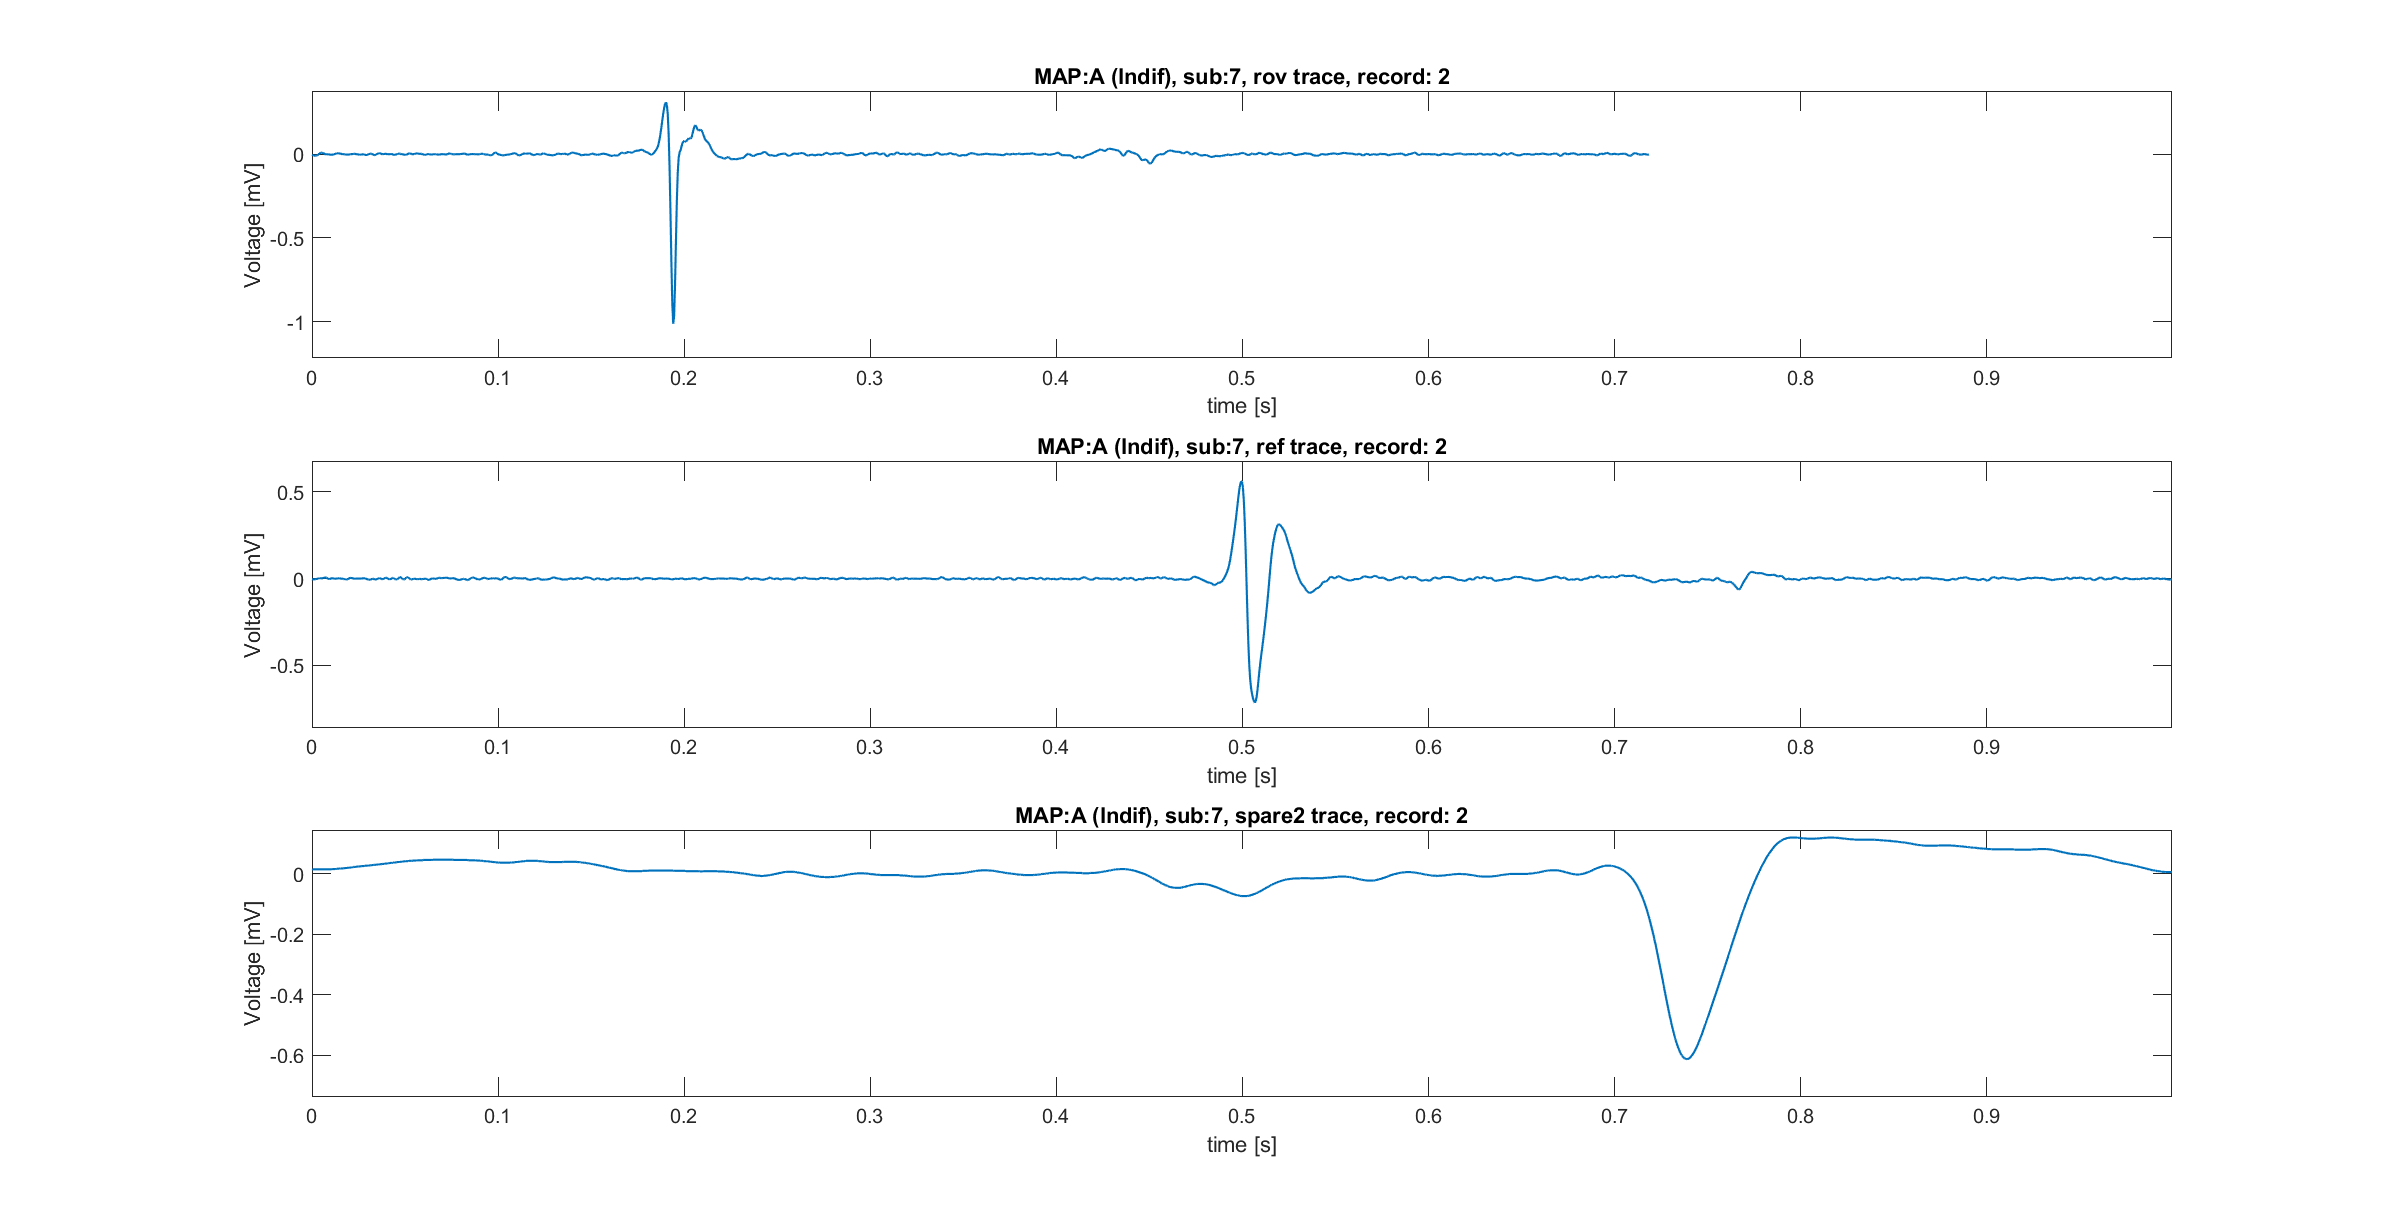 MAP:A (Indif), sub:7, rov trace, record: 2
Voltage [mV]
0
-0.5
-1
0 0.1 0.2 0.3 0.4 0.5 0.6 0.7 0.8 0.9
time [s]
MAP:A (Indif), sub:7, ref trace, record: 2
Voltage [mV]
0.5
0
-0.5
0 0.1 0.2 0.3 0.4 0.5 0.6 0.7 0.8 0.9
time [s]
MAP:A (Indif), sub:7, spare2 trace, record: 2
Voltage [mV]
0
-0.2
-0.4
-0.6
0 0.1 0.2 0.3 0.4 0.5 0.6 0.7 0.8 0.9
time [s]